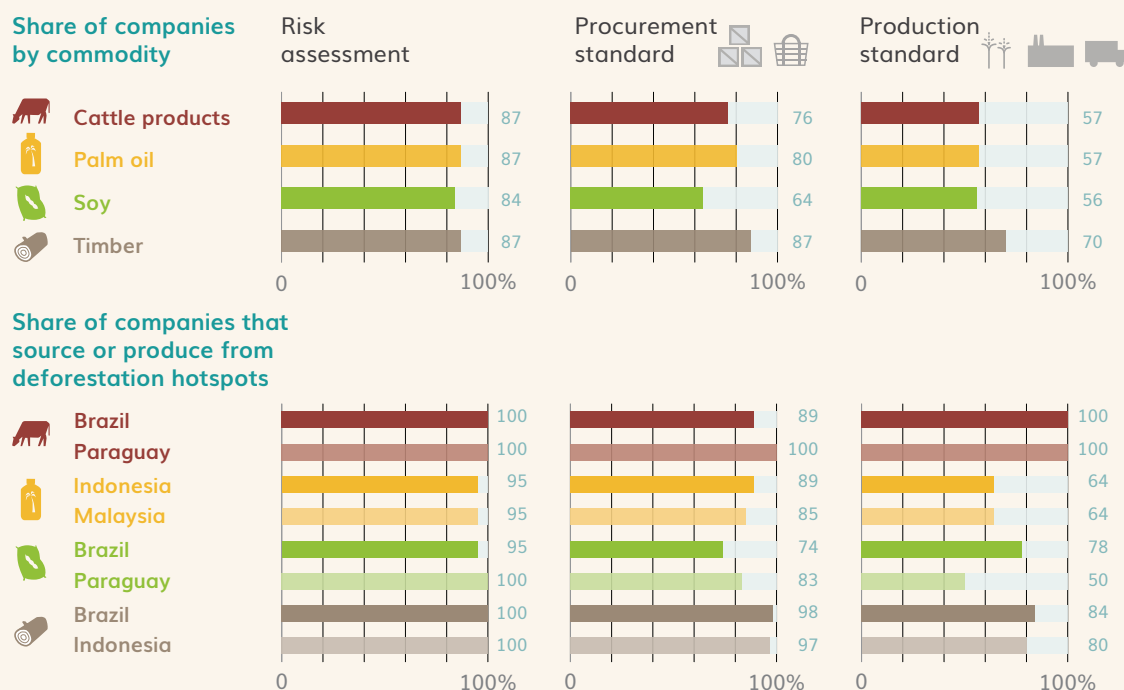 Share of companies
by commodity
Risk
assessment
Procurement
standard
Production
standard
Cattle products
87
76
57
Palm oil
87
80
57
Soy
84
64
56
Timber
87
87
70
0
100%
0
100%
0
100%
Share of companies that
source or produce from
deforestation hotspots
Brazil
100
89
100
Paraguay
100
100
100
Indonesia
95
89
64
Malaysia
95
85
64
Brazil
95
74
78
Paraguay
100
83
50
Brazil
100
98
84
Indonesia
100
97
80
0
100%
0
100%
0
100%